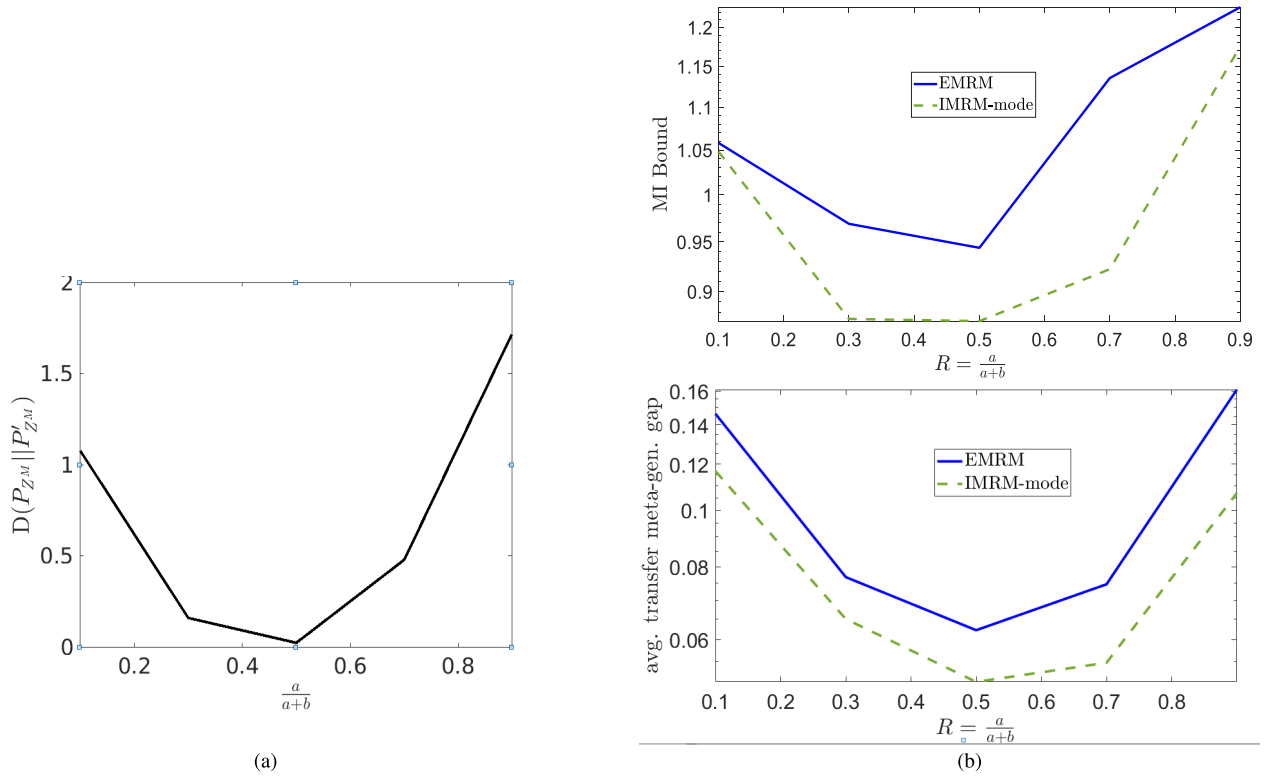 2
1.5
1
0.5
0
0.2
0.4
0.6
0.8
D(P_{Z^M}||P'_{Z^M})
\frac{a}{a+b}
(a)
1.2
1.15
1.1
1.05
1
0.95
0.9
MI Bound
EMRM
IMRM-mode
0.1 0.2 0.3 0.4 0.5 0.6 0.7 0.8 0.9
R = \frac{a}{a+b}
0.16
0.14
0.12
0.1
0.08
0.06
avg. transfer meta-gen. gap
EMRM
IMRM-mode
0.1 0.2 0.3 0.4 0.5 0.6 0.7 0.8
R = \frac{a}{a+b}
(b)